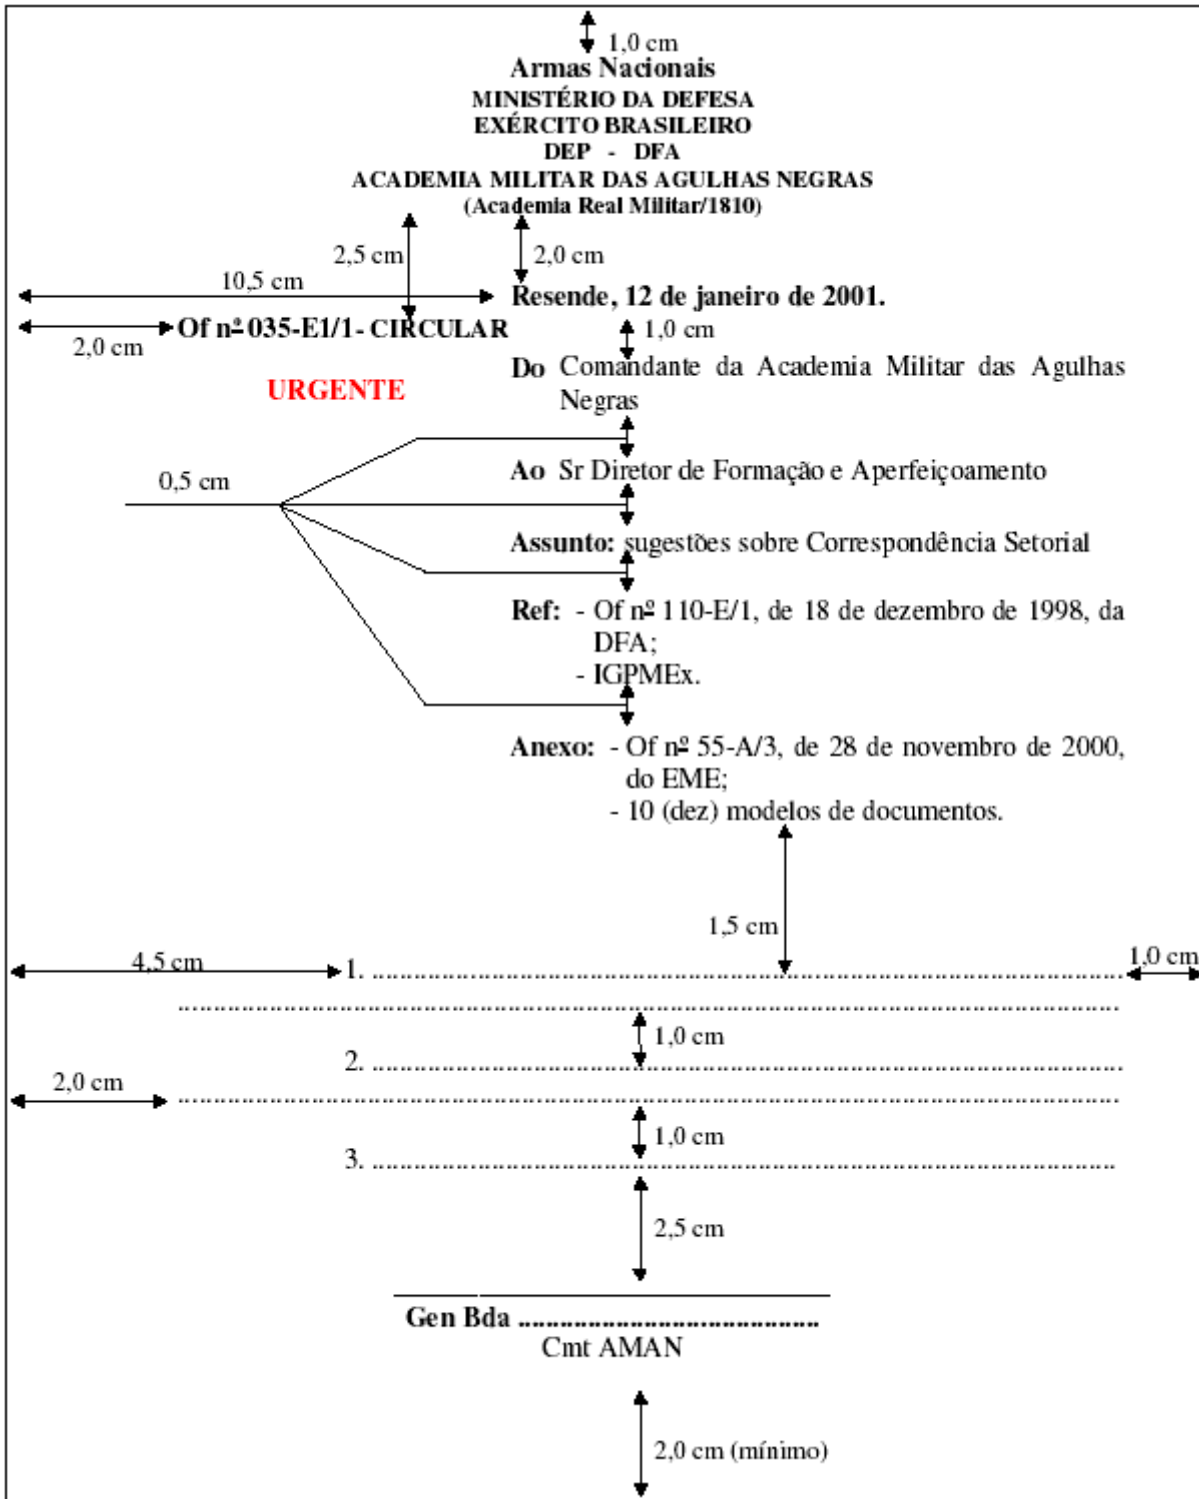 1,0 cm
Armas Nacionais
MINISTÉRIO DA DEFESA
EXÉRCITO BRASILEIRO
DEP - DFA
ACADEMIA MILITAR DAS AGULHAS NEGRAS
(Academia Real Militar/1810)
2,5 cm
2,0 cm
10,5 cm
Resende, 12 de janeiro de 2001.
Of nº 035-E1/1- CIRCULAR
1,0 cm
2,0 cm
Do Comandante da Academia Militar das Agulhas
Negras
URGENTE
0,5 cm
Ao Sr Diretor de Formação e Aperfeiçoamento
Assunto: sugestões sobre Correspondência Setorial
Ref: - Of nº 110-E/1, de 18 de dezembro de 1998, da
DFA;
- IGPMEx.
Anexo: - Of nº 55-A/3, de 28 de novembro de 2000,
do EME;
- 10 (dez) modelos de documentos.
1,5 cm
4,5 cm
1,0 cm
1. ..........................................................................................
..........................................................................................
1,0 cm
2. ..........................................................................................
2,0 cm
..........................................................................................
1,0 cm
3. ..........................................................................................
2,5 cm
Gen Bda ...........................................
Cmt AMAN
2,0 cm (mínimo)